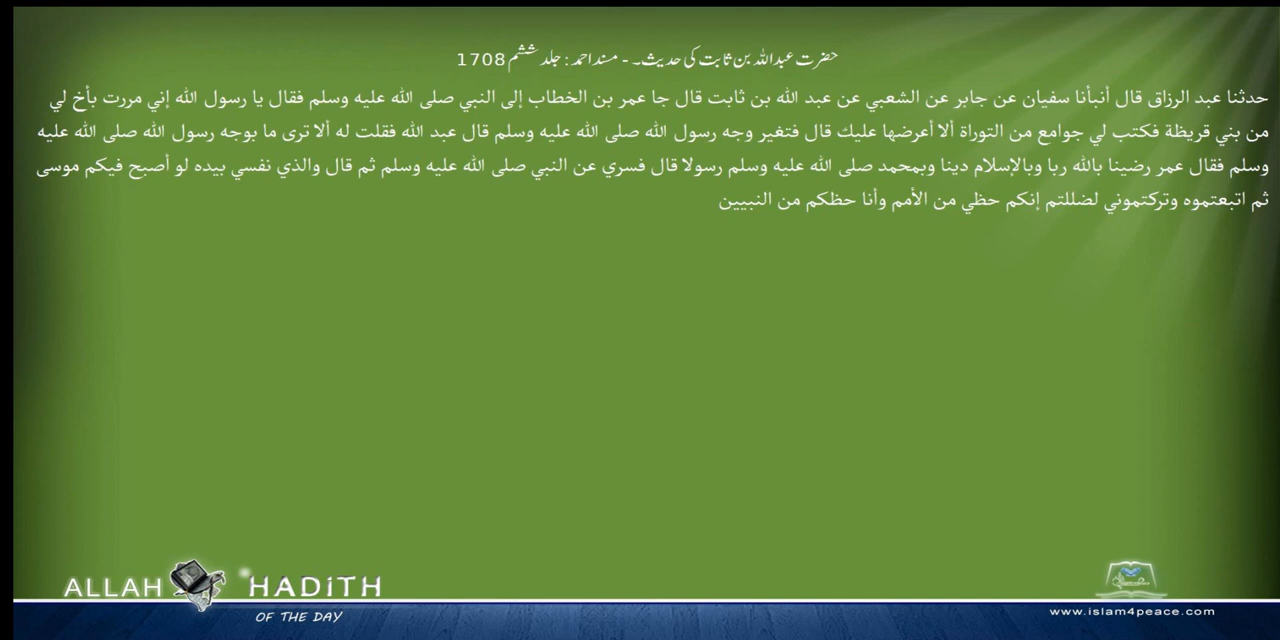 حضرت عبداللہ بن ثابت کی حدیث۔ - مسند احمد: جلد ششم 1708
حدثنا عبد الرزاق قال أنبأنا سفيان عن جابر عن الشعبي عن عبد الله بن ثابت قال جا عمر بن الخطاب إلى النبي صلى الله عليه وسلم فقال يا رسول الله إني مررت بأخ لي
من بني قريظة فكتب لي جوامع من التوراة ألا أعرضها عليك قال فتغير وجه رسول الله صلى الله عليه وسلم قال عبد الله فقلت له ألا ترى ما بوجه رسول الله صلى الله عليه
وسلم فقال عمر رضينا بالله ربا وبالإسلام دينا وبمحمد صلى الله عليه وسلم رسولا قال فسري عن النبي صلى الله عليه وسلم ثم قال والذي نفسي بيده لو أصبح فيكم موسى
ثم اتبعتموه وتركتموني لضللتم إنكم حظي من الأمم وأنا حظكم من النبيين
ALLAH HADITH
OF THE DAY
www.islam4peace.com